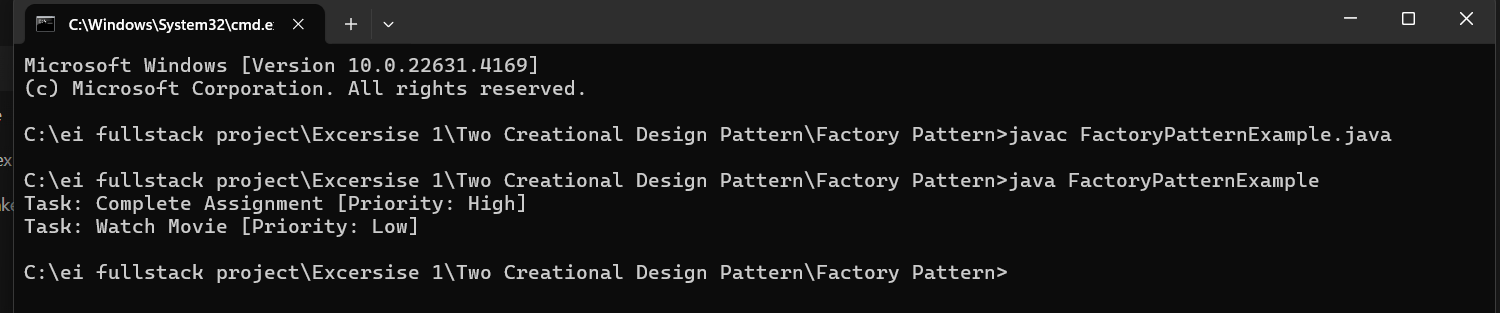 C:\Windows\System32\cmd.e
Microsoft Windows [Version 10.0.22631.4169]
(c) Microsoft Corporation. All rights reserved.
C:\ei fullstack project\Excersise 1\Two Creational Design Pattern\Factory Pattern>javac FactoryPatternExample.java
C:\ei fullstack project\Excersise 1\Two Creational Design Pattern\Factory Pattern>java FactoryPatternExample
Task: Complete Assignment [Priority: High]
Task: Watch Movie [Priority: Low]
C:\ei fullstack project\Excersise 1\Two Creational Design Pattern\Factory Pattern>